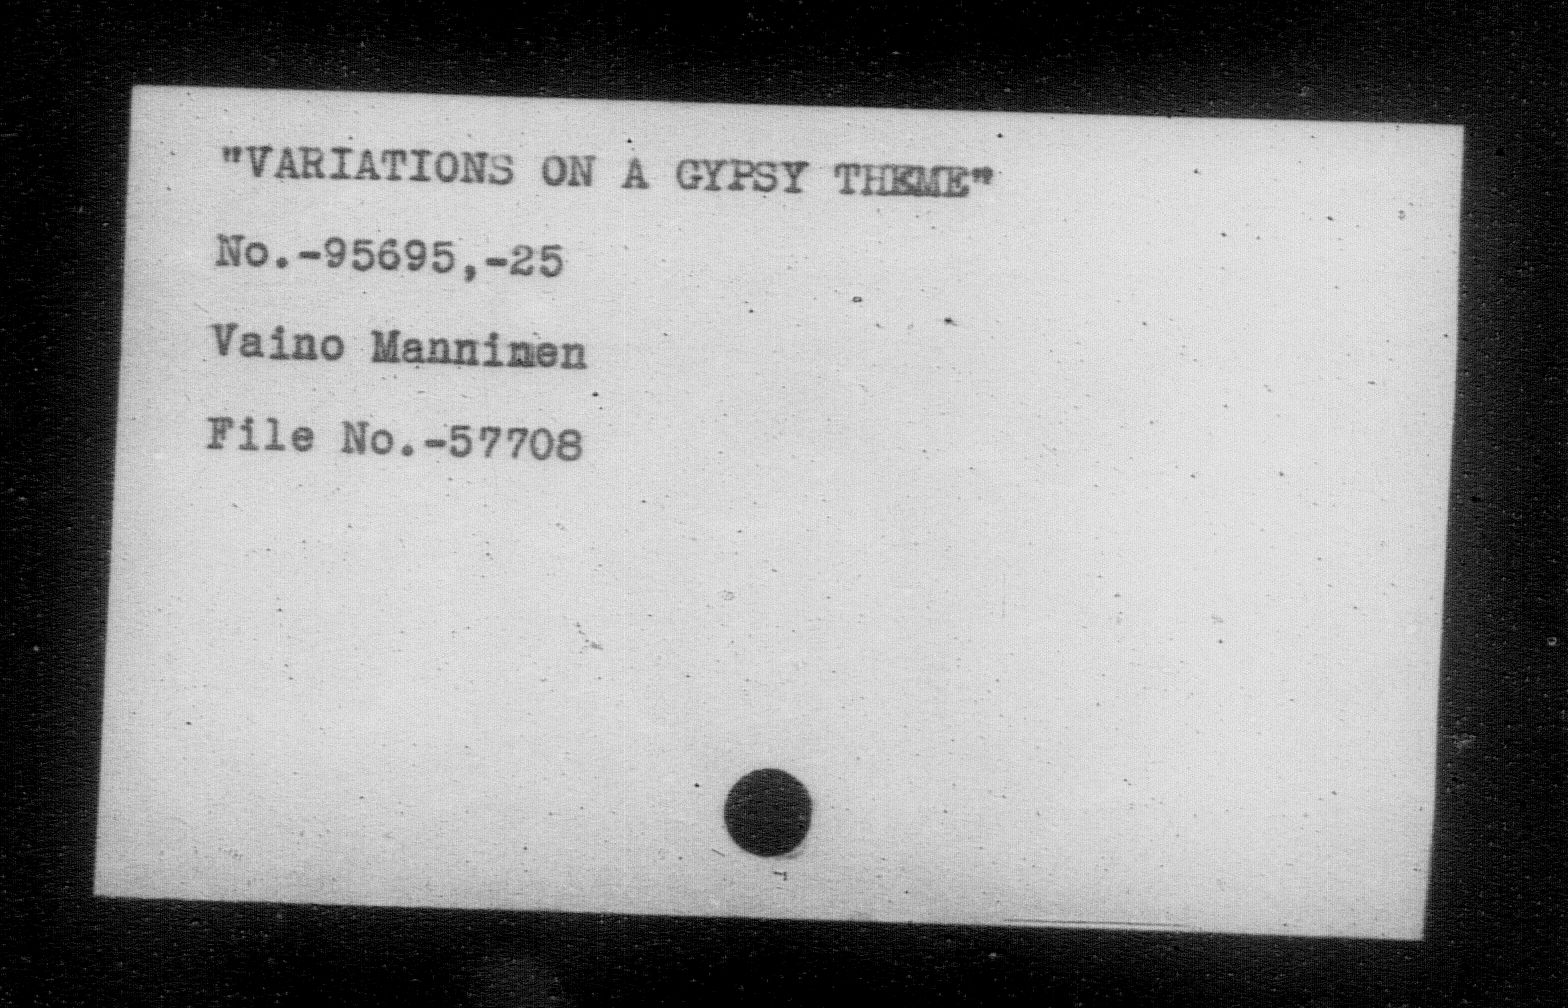 "VARIATIONS ON A GYPSY THEME"
No.-95695,-25
Vaino Manninen
File No.-57708